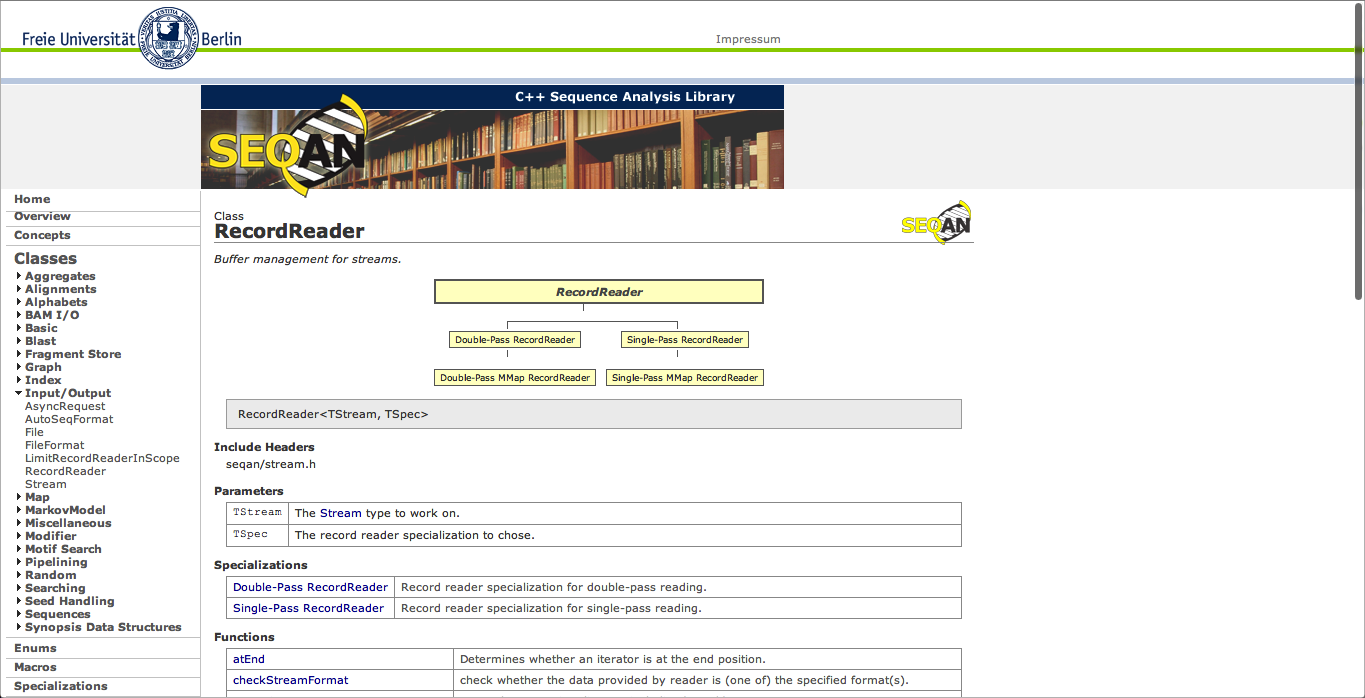 Freie Universität Berlin
Impressum
C++ Sequence Analysis Library
SEQAN
Home
Overview
Concepts
Classes
Aggregates
Alignments
Alphabets
BAM I/O
Basic
Blast
Fragment Store
Graph
Index
Input/Output
AsyncRequest
AutoSeqFormat
File
FileFormat
LimitRecordReaderInScope
RecordReader
Stream
Map
MarkovModel
Miscellaneous
Modifier
Motif Search
Pipelining
Random
Searching
Seed Handling
Sequences
Synopsis Data Structures
Enums
Macros
Specializations
Class
RecordReader
SEQAN
Buffer management for streams.
RecordReader
Double-Pass RecordReader Single-Pass RecordReader
Double-Pass MMap RecordReader Single-Pass MMap RecordReader
RecordReader<TStream, TSpec>
Include Headers
seqan/stream.h
Parameters
TStream The Stream type to work on.
TSpec The record reader specialization to chose.
Specializations
Double-Pass RecordReader Record reader specialization for double-pass reading.
Single-Pass RecordReader Record reader specialization for single-pass reading.
Functions
atEnd Determines whether an iterator is at the end position.
checkStreamFormat check whether the data provided by reader is (one of) the specified format(s).